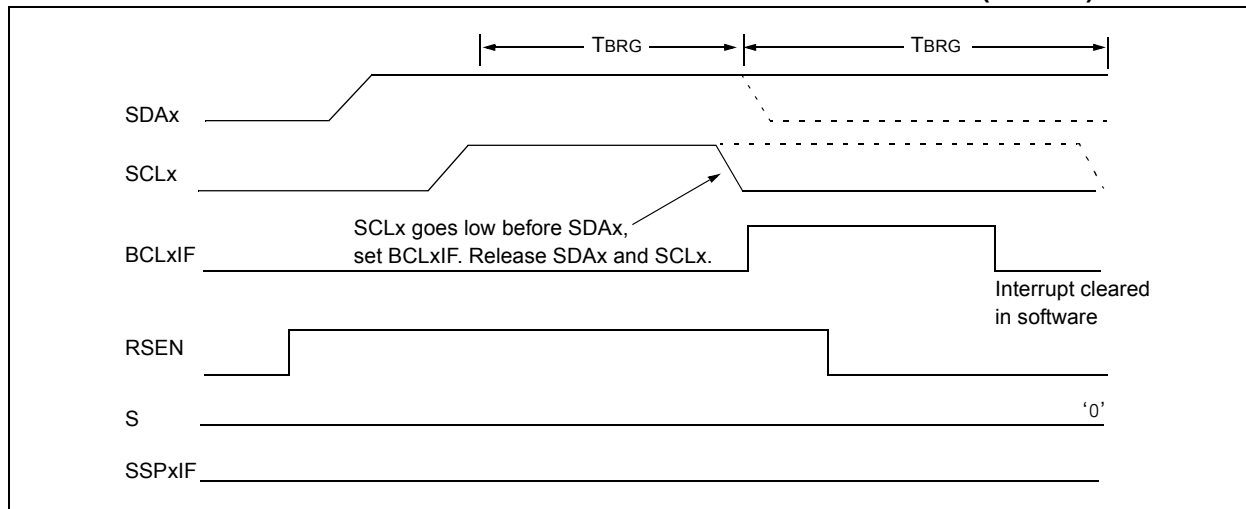 TBRG
TBRG
SDAx
SCLx
SCLx goes low before SDAx,
set BCLxIF. Release SDAx and SCLx.
BCLxIF
Interrupt cleared
in software
RSEN
S
‘0’
SSPxIF